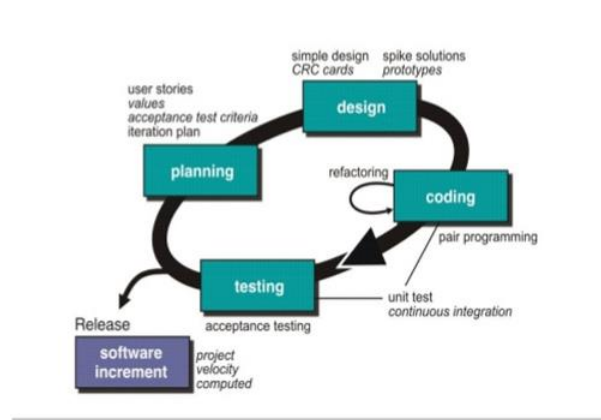 simple design
CRC cards
spike solutions
prototypes
design
user stories
values
acceptance test criteria
iteration plan
planning
refactoring
coding
pair programming
testing
acceptance testing
unit test
continuous integration
Release
software
increment
project
velocity
computed